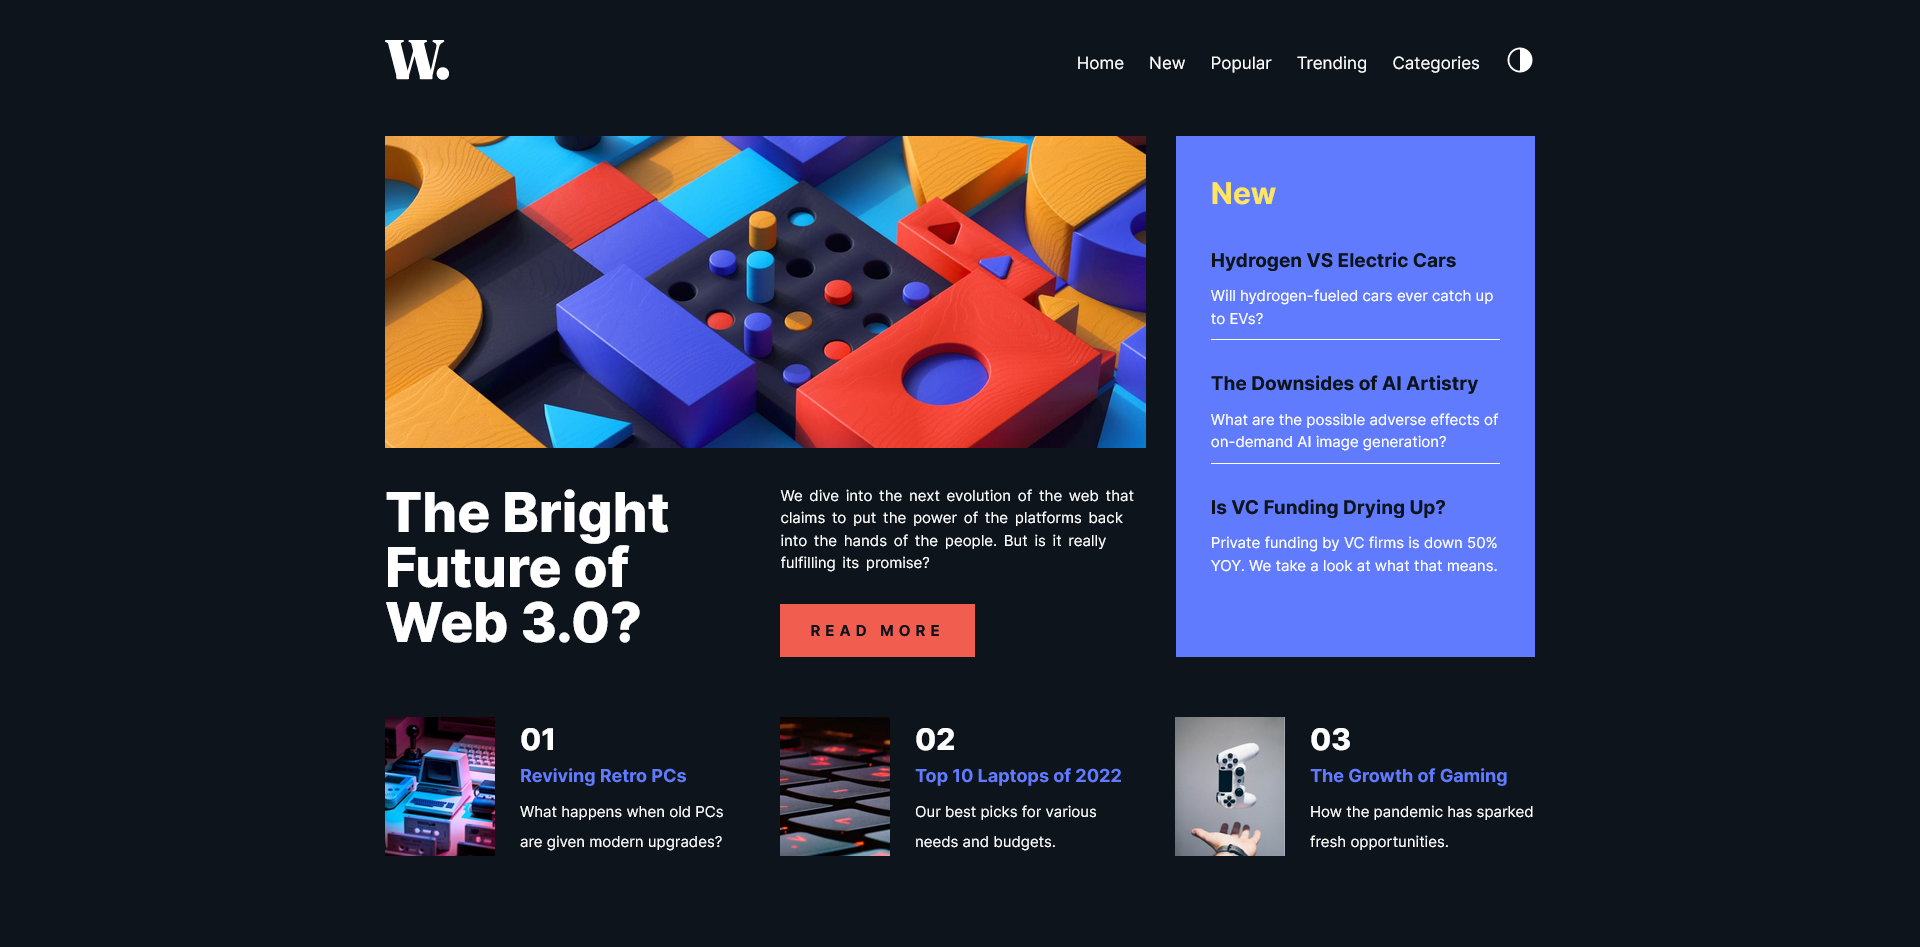 W.
Home New Popular Trending Categories
New
Hydrogen VS Electric Cars
Will hydrogen-fueled cars ever catch up
to EVs?
The Downsides of AI Artistry
What are the possible adverse effects of
on-demand AI image generation?
Is VC Funding Drying Up?
Private funding by VC firms is down 50%
YOY. We take a look at what that means.
The Bright
Future of
Web 3.0?
We dive into the next evolution of the web that
claims to put the power of the platforms back
into the hands of the people. But is it really
fulfilling its promise?
READ MORE
01
Reviving Retro PCs
What happens when old PCs
are given modern upgrades?
02
Top 10 Laptops of 2022
Our best picks for various
needs and budgets.
03
The Growth of Gaming
How the pandemic has sparked
fresh opportunities.